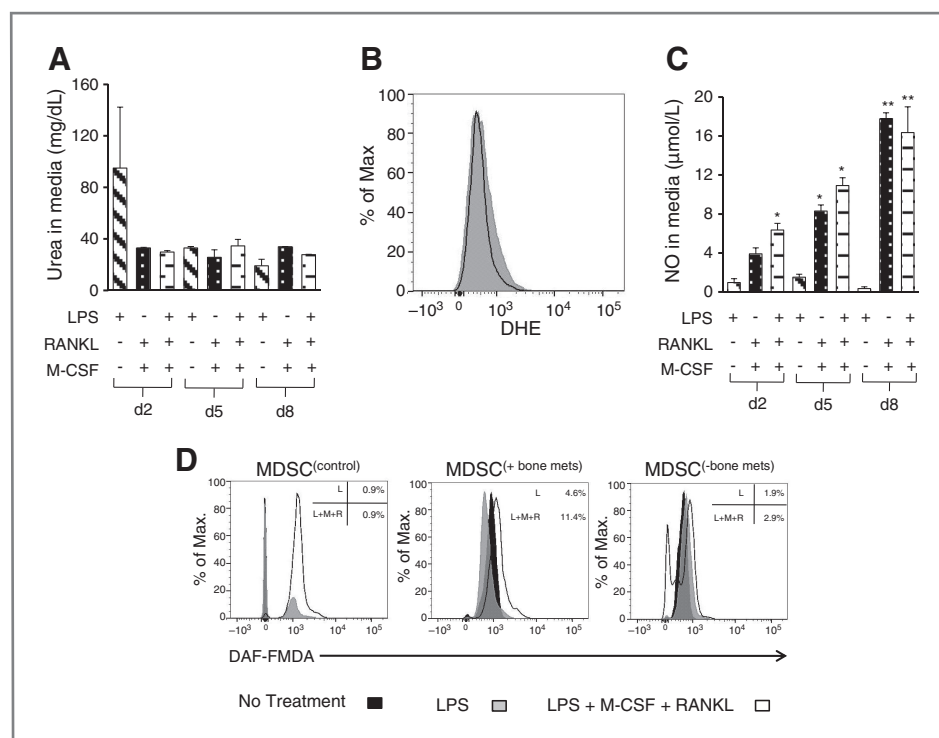 A
Urea in media (mg/dL)
160
120
80
40
0
LPS + - + + - + + - +
RANKL - + + - + + - + +
M-CSF - + + - + + - + +
d2 d5 d8
B
% of Max
100
80
60
40
20
0
−10³ 0 10³ 10⁴ 10⁵
DHE
C
NO in media (µmol/L)
20
16
12
8
4
0
* * * ** **
LPS + - + + - + + - +
RANKL - + + - + + - + +
M-CSF - + + - + + - + +
d2 d5 d8
D
MDSC(control)
% of Max.
100
80
60
40
20
0
L 0.9%
L+M+R 0.9%
−10³ 0 10³ 10⁴ 10⁵
MDSC(+ bone mets)
% of Max.
100
80
60
40
20
0
L 4.6%
L+M+R 11.4%
−10³ 0 10³ 10⁴ 10⁵
MDSC(-bone mets)
% of Max.
100
80
60
40
20
0
L 1.9%
L+M+R 2.9%
−10³ 0 10³ 10⁴ 10⁵
DAF-FMDA
No Treatment LPS LPS + M-CSF + RANKL